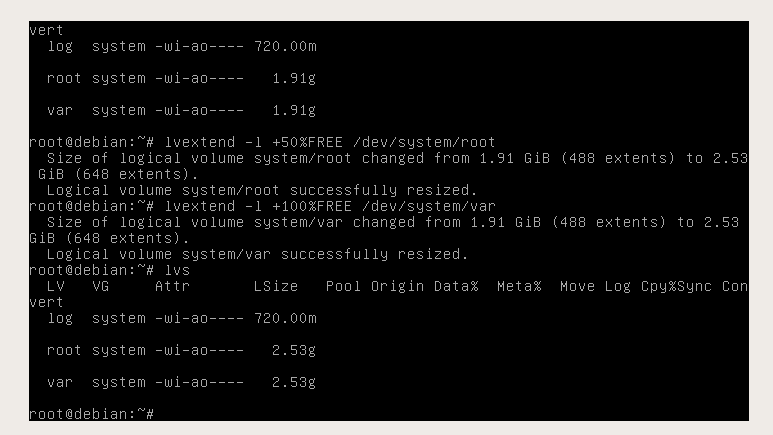 vert
log system -wi-ao---- 720.00m
root system -wi-ao---- 1.91g
var system -wi-ao---- 1.91g
root@debian:~# lvextend -l +50%FREE /dev/system/root
Size of logical volume system/root changed from 1.91 GiB (488 extents) to 2.53
GiB (648 extents).
Logical volume system/root successfully resized.
root@debian:~# lvextend -l +100%FREE /dev/system/var
Size of logical volume system/var changed from 1.91 GiB (488 extents) to 2.53
GiB (648 extents).
Logical volume system/var successfully resized.
root@debian:~# lvs
LV VG Attr LSize Pool Origin Data% Meta% Move Log Cpy%Sync Con
vert
log system -wi-ao---- 720.00m
root system -wi-ao---- 2.53g
var system -wi-ao---- 2.53g
root@debian:~#